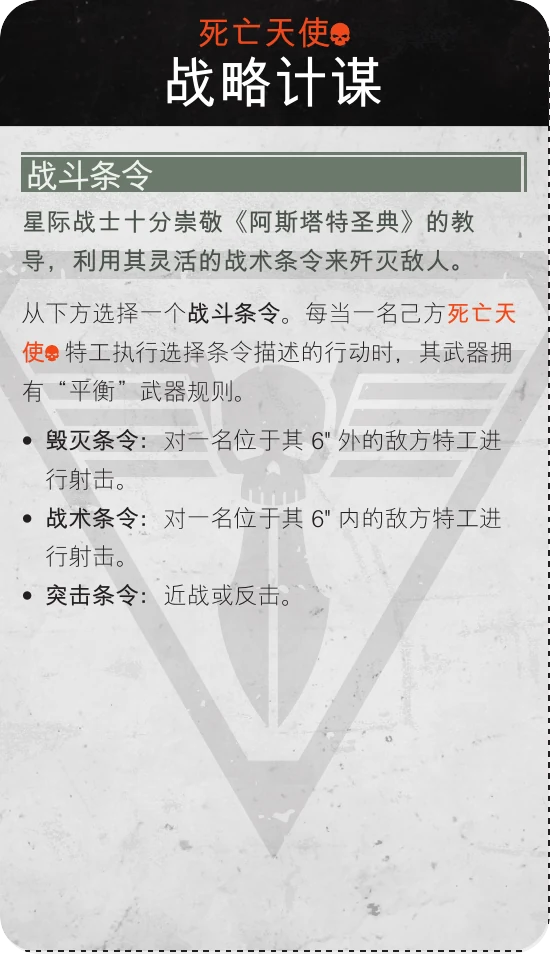 死亡天使
战略计谋
战斗条令
星际战士十分崇敬《阿斯塔特圣典》的教
导，利用其灵活的战术条令来歼灭敌人。
从下方选择一个战斗条令。每当一名己方死亡天
使 特工执行选择条令描述的行动时，其武器拥
有“平衡”武器规则。
• 毁灭条令：对一名位于其 6" 外的敌方特工进
行射击。
• 战术条令：对一名位于其 6" 内的敌方特工进
行射击。
• 突击条令：近战或反击。